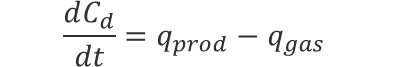 dC_d/dt = q_prod − q_gas